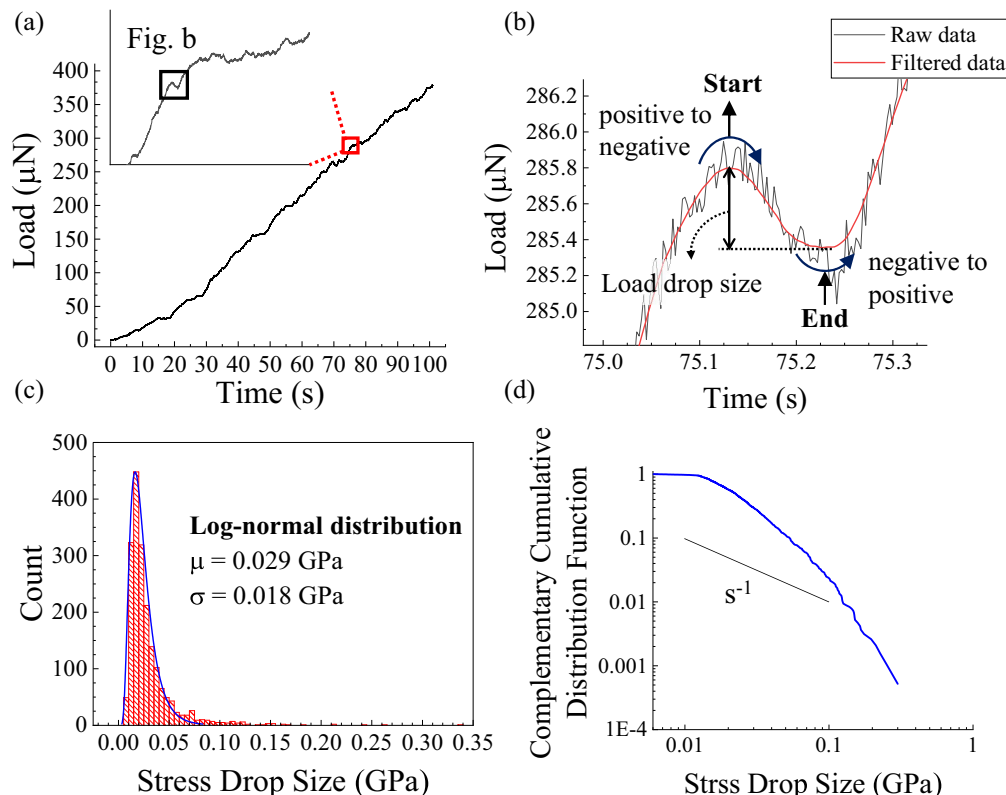 (a)
Fig. b
400
350
300
250
200
150
100
50
0
Load (μN)
0 10 20 30 40 50 60 70 80 90 100
Time (s)
(b)
Raw data
Filtered data
Start
positive to
negative
286.2
286.0
285.8
285.6
285.4
285.2
285.0
Load (μN)
Load drop size
negative to
positive
End
75.0 75.1 75.2 75.3
Time (s)
(c)
500
400
300
200
100
0
Count
Log-normal distribution
μ = 0.029 GPa
σ = 0.018 GPa
0.00 0.05 0.10 0.15 0.20 0.25 0.30 0.35
Stress Drop Size (GPa)
(d)
Complementary Cumulative
Distribution Function
1
0.1
0.01
0.001
1E-4
s-1
0.01 0.1 1
Strss Drop Size (GPa)